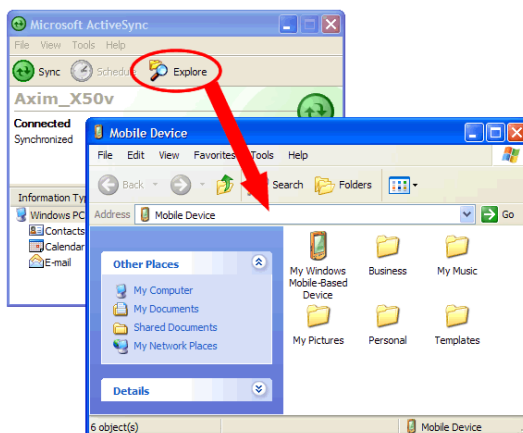 Microsoft ActiveSync
File View Tools Help
Sync Schedule Explore
Axim_X50v
Connected
Synchronized
Information Ty
Windows PC
Contacts
Calendar
E-mail
Mobile Device
File Edit View Favorites Tools Help
Back Search Folders
Address Mobile Device Go
Other Places
My Computer
My Documents
Shared Documents
My Network Places
Details
My Windows
Mobile-Based
Device
Business
My Music
My Pictures
Personal
Templates
6 object(s) Mobile Device